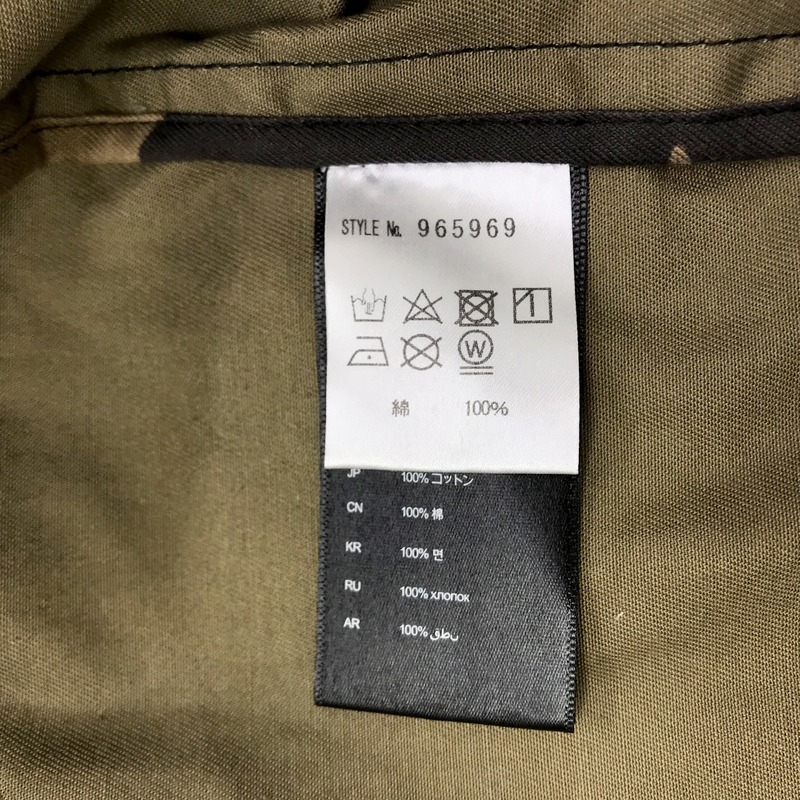 STYLE No. 965969
W
綿 100%
JP 100% コットン
CN 100% 棉
KR 100% 면
RU 100% хлопок
AR 100% قطن